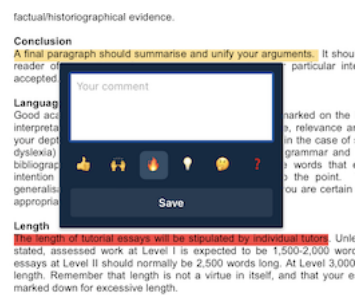 factual/historiographical evidence.
Conclusion
A final paragraph should summarise and unify your arguments. It shou
reader of
particular inte
accepted.
Your comment
Languag
Good aca
marked on the
interpreta
e, relevance a
your dept
in the case of
dyslexia)
grammar and
bibliograp
words that e
intention
the point.
generalis
you are certain
appropria
Save
Length
The length of tutorial essays will be stipulated by individual tutors. Unle
stated, assessed work at Level I is expected to be 1,500-2,000 word
essays at Level II should normally be 2,500 words long. At Level 3,000
length. Remember that length is not a virtue in itself, and that your e
marked down for excessive length.